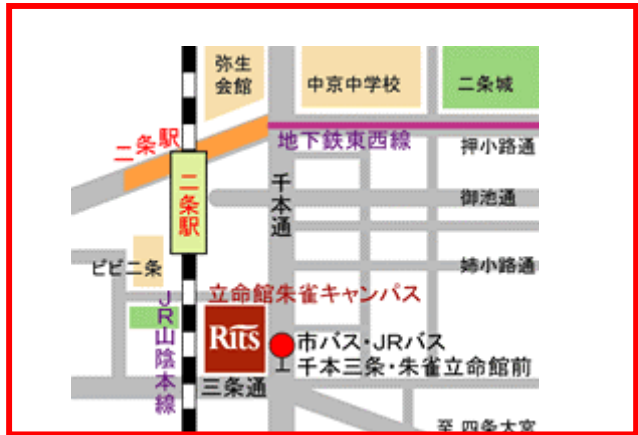 弥生
会館
中京中学校
二条城
二条駅
地下鉄東西線
押小路通
二条駅
千本通
御池通
ビビ二条
姉小路通
立命館朱雀キャンパス
JR山陰本線
Rits
市バス・JRバス
千本三条・朱雀立命館前
三条通
至 四条大宮